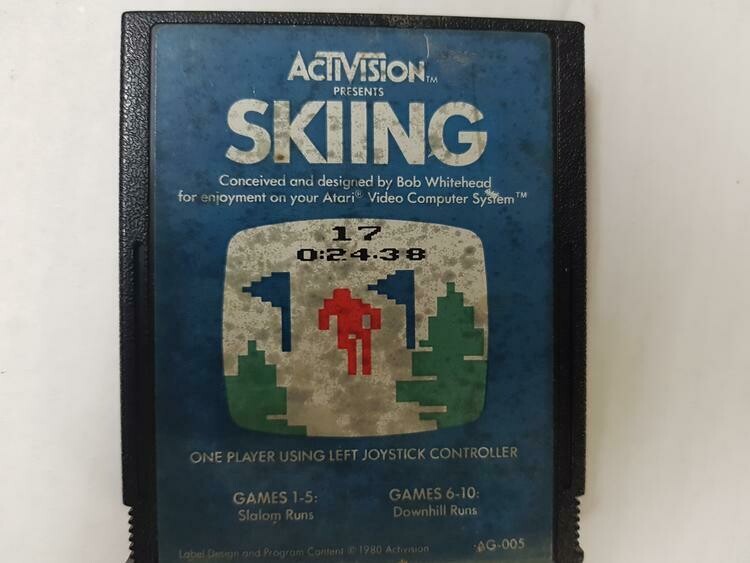 ACTIVISION™
PRESENTS
SKIING
Conceived and designed by Bob Whitehead
for enjoyment on your Atari® Video Computer System™
17
0:24.38
ONE PLAYER USING LEFT JOYSTICK CONTROLLER
GAMES 1-5:
Slalom Runs
GAMES 6-10:
Downhill Runs
Label Design and Program Content © 1980 Activision
AG-005